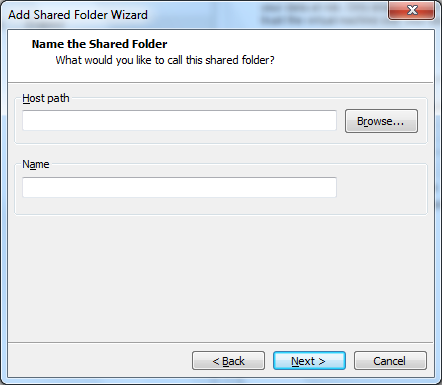 Add Shared Folder Wizard
Name the Shared Folder
What would you like to call this shared folder?
Host path
Browse...
Name
< Back
Next >
Cancel